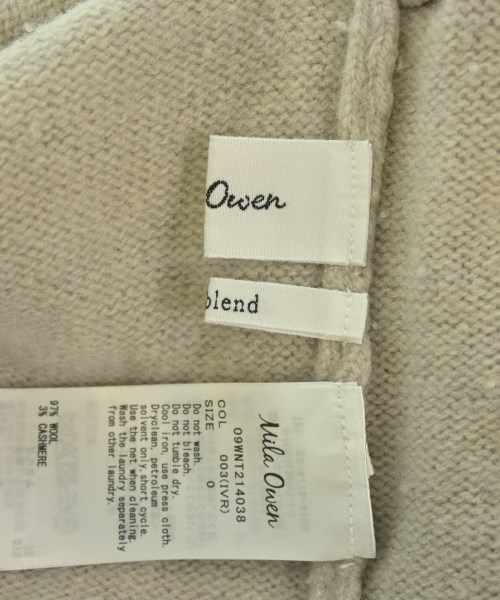 Owen
blend
Mila Owen
09WNT214038
COL 003(IVR)
SIZE 0
Do not wash.
Do not bleach.
Do not tumble dry.
Cool iron, use press cloth.
Dryclean, petroleum
solvent only, short cycle.
Use the net when cleaning.
Wash the laundry separately
from other laundry.
97% WOOL
3% CASHMERE